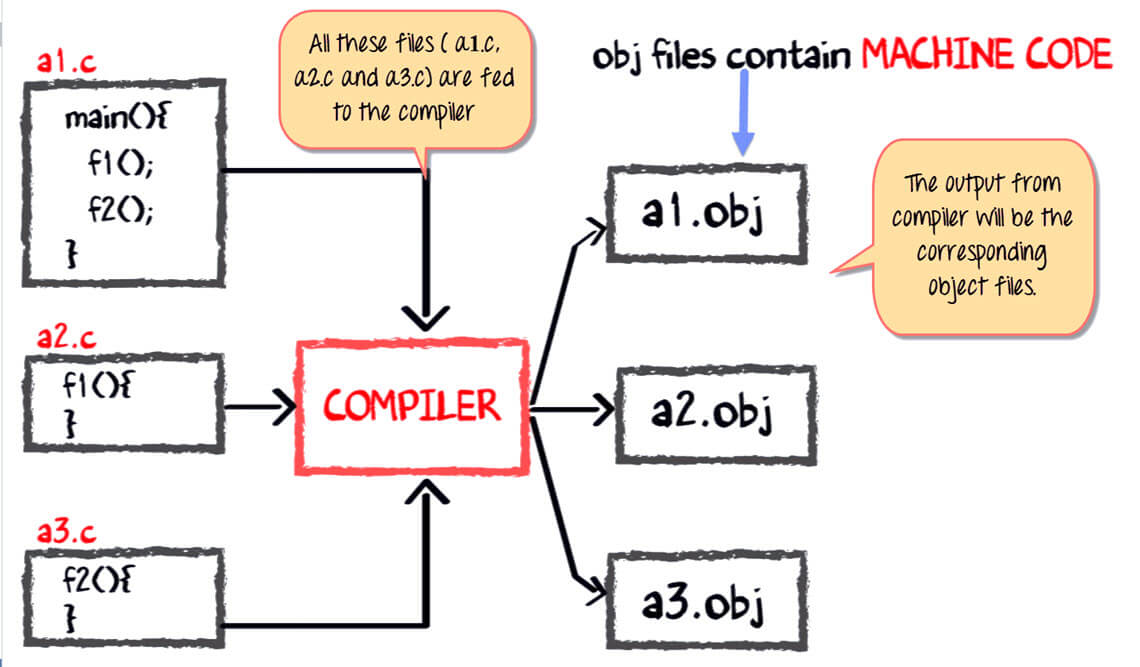 a1.c
main(){
f1();
f2();
}
All these files ( a1.c,
a2.c and a3.c) are fed
to the compiler
obj files contain MACHINE CODE
a1.obj
The output from
compiler will be the
corresponding
object files.
a2.c
f1(){
}
COMPILER
a2.obj
a3.c
f2(){
}
a3.obj